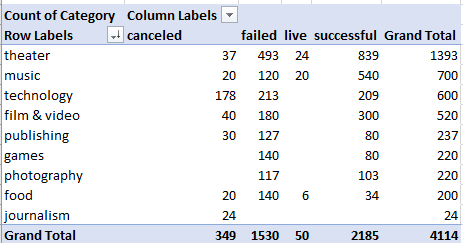 Count of Category Column Labels
Row Labels canceled failed live successful Grand Total
theater 37 493 24 839 1393
music 20 120 20 540 700
technology 178 213 209 600
film & video 40 180 300 520
publishing 30 127 80 237
games 140 80 220
photography 117 103 220
food 20 140 6 34 200
journalism 24 24
Grand Total 349 1530 50 2185 4114